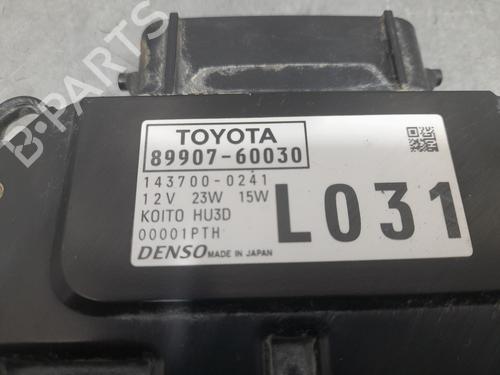 TOYOTA
89907-60030
143700-0241
12V 23W 15W
KOITO HU3D
00001PTH
DENSO MADE IN JAPAN
L031
B-PARTS